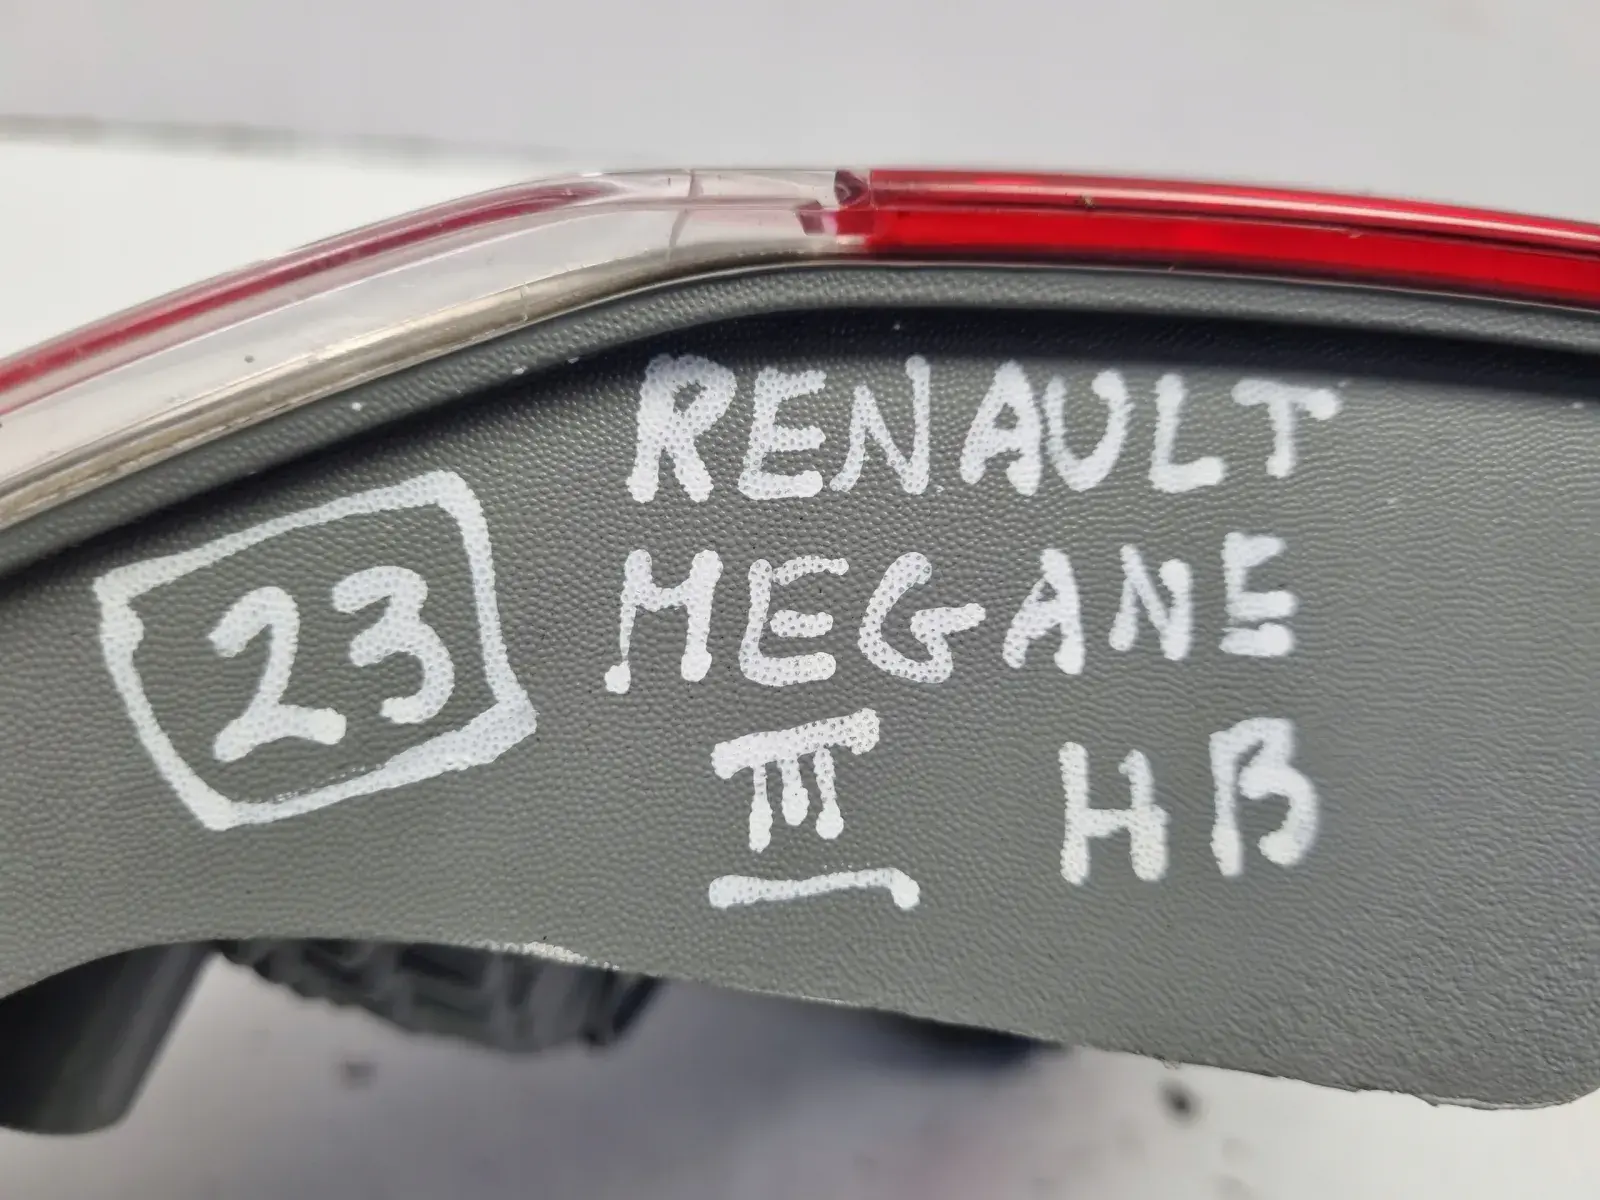 RENAULT
23 MEGANE
III HB